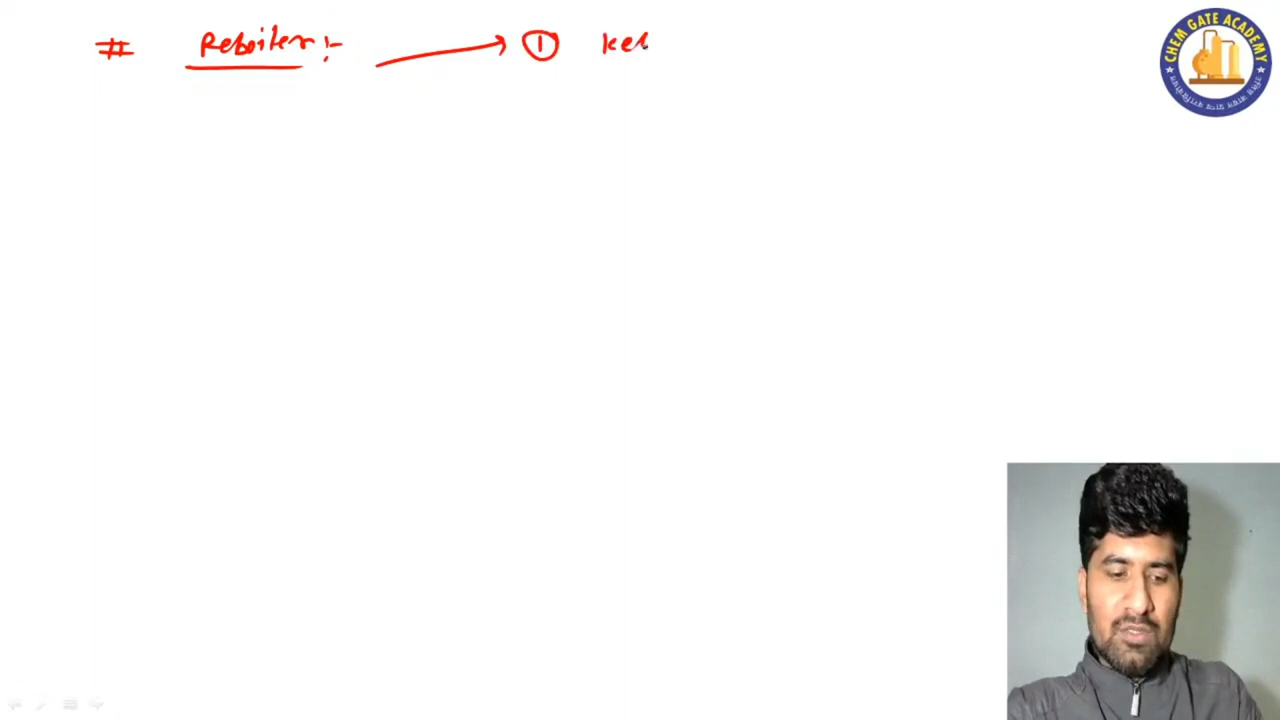 # Reboiler :- → ① Ket
CHEM GATE ACADEMY